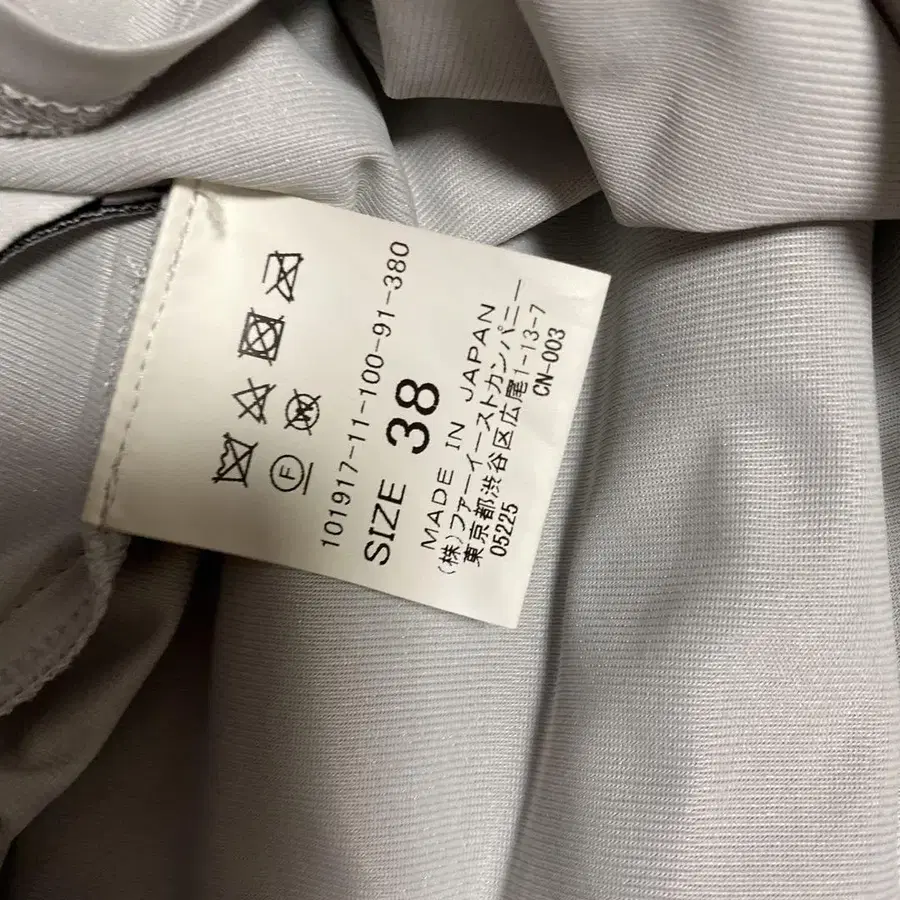 F
W
101917-11-100-91-380
SIZE 38
MADE IN JAPAN
(株)ファーイーストカンパニー
東京都渋谷区広尾1-13-7
05225 CN-003